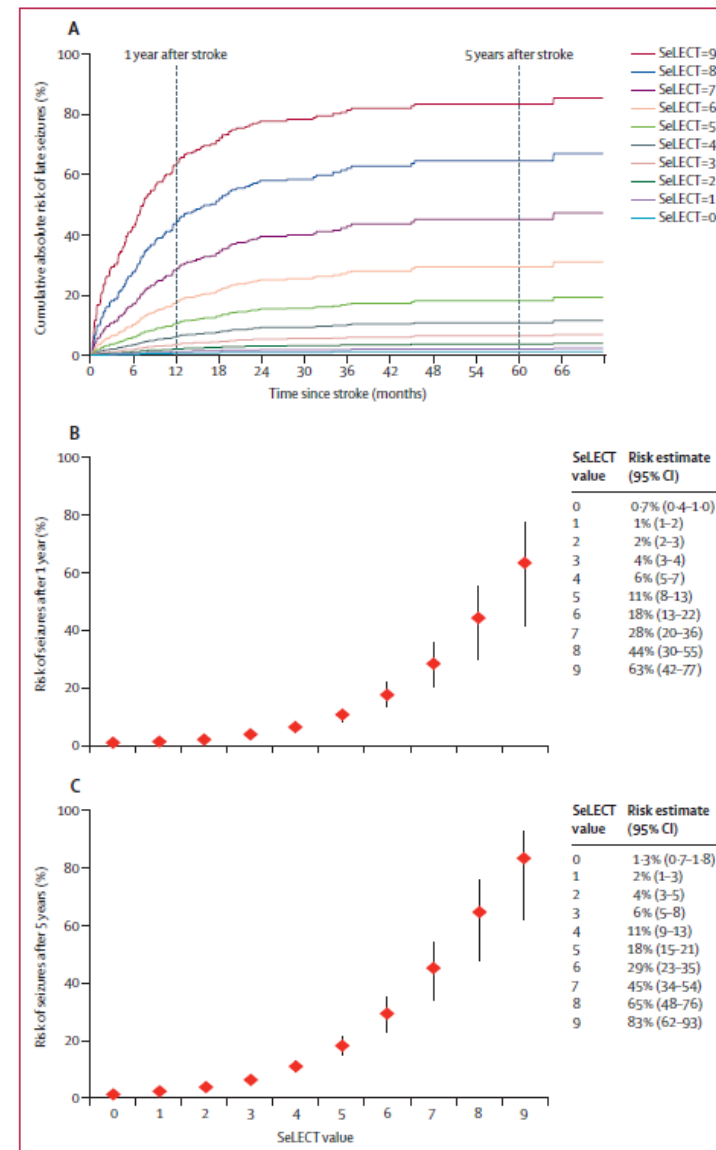 A
Cumulative absolute risk of late seizures (%)
100
80
60
40
20
0
1 year after stroke
5 years after stroke
SeLECT=9
SeLECT=8
SeLECT=7
SeLECT=6
SeLECT=5
SeLECT=4
SeLECT=3
SeLECT=2
SeLECT=1
SeLECT=0
0 6 12 18 24 30 36 42 48 54 60 66
Time since stroke (months)
B
Risk of seizures after 1 year (%)
100
80
60
40
20
0
SeLECT Risk estimate
value (95% CI)
0 0·7% (0·4–1·0)
1 1% (1–2)
2 2% (2–3)
3 4% (3–4)
4 6% (5–7)
5 11% (8–13)
6 18% (13–22)
7 28% (20–36)
8 44% (30–55)
9 63% (42–77)
C
Risk of seizures after 5 years (%)
100
80
60
40
20
0
0 1 2 3 4 5 6 7 8 9
SeLECT value
SeLECT Risk estimate
value (95% CI)
0 1·3% (0·7–1·8)
1 2% (1–3)
2 4% (3–5)
3 6% (5–8)
4 11% (9–13)
5 18% (15–21)
6 29% (23–35)
7 45% (34–54)
8 65% (48–76)
9 83% (62–93)